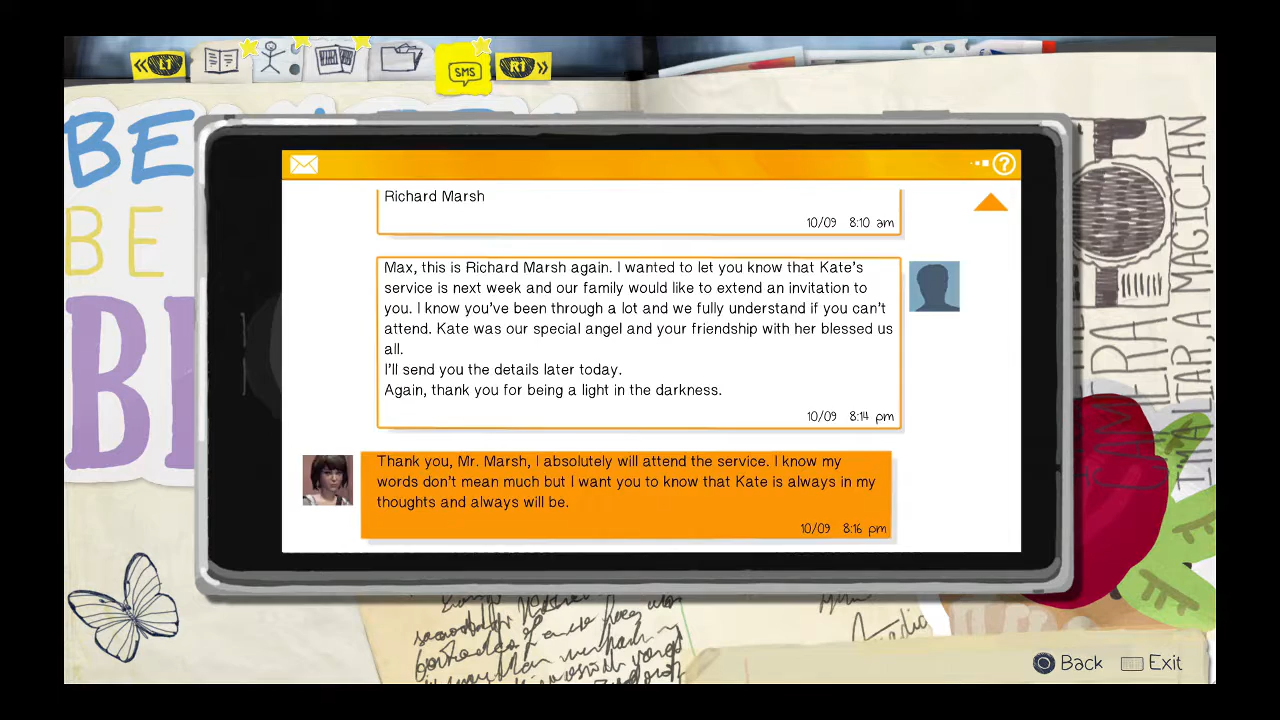 SMS
R1
Richard Marsh
10/09 8:10 am
Max, this is Richard Marsh again. I wanted to let you know that Kate's
service is next week and our family would like to extend an invitation to
you. I know you've been through a lot and we fully understand if you can't
attend. Kate was our special angel and your friendship with her blessed us
all.
I'll send you the details later today.
Again, thank you for being a light in the darkness.
10/09 8:14 pm
Thank you, Mr. Marsh, I absolutely will attend the service. I know my
words don't mean much but I want you to know that Kate is always in my
thoughts and always will be.
10/09 8:16 pm
BE
BE
A LIAR, A MAGICIAN
Back
Exit